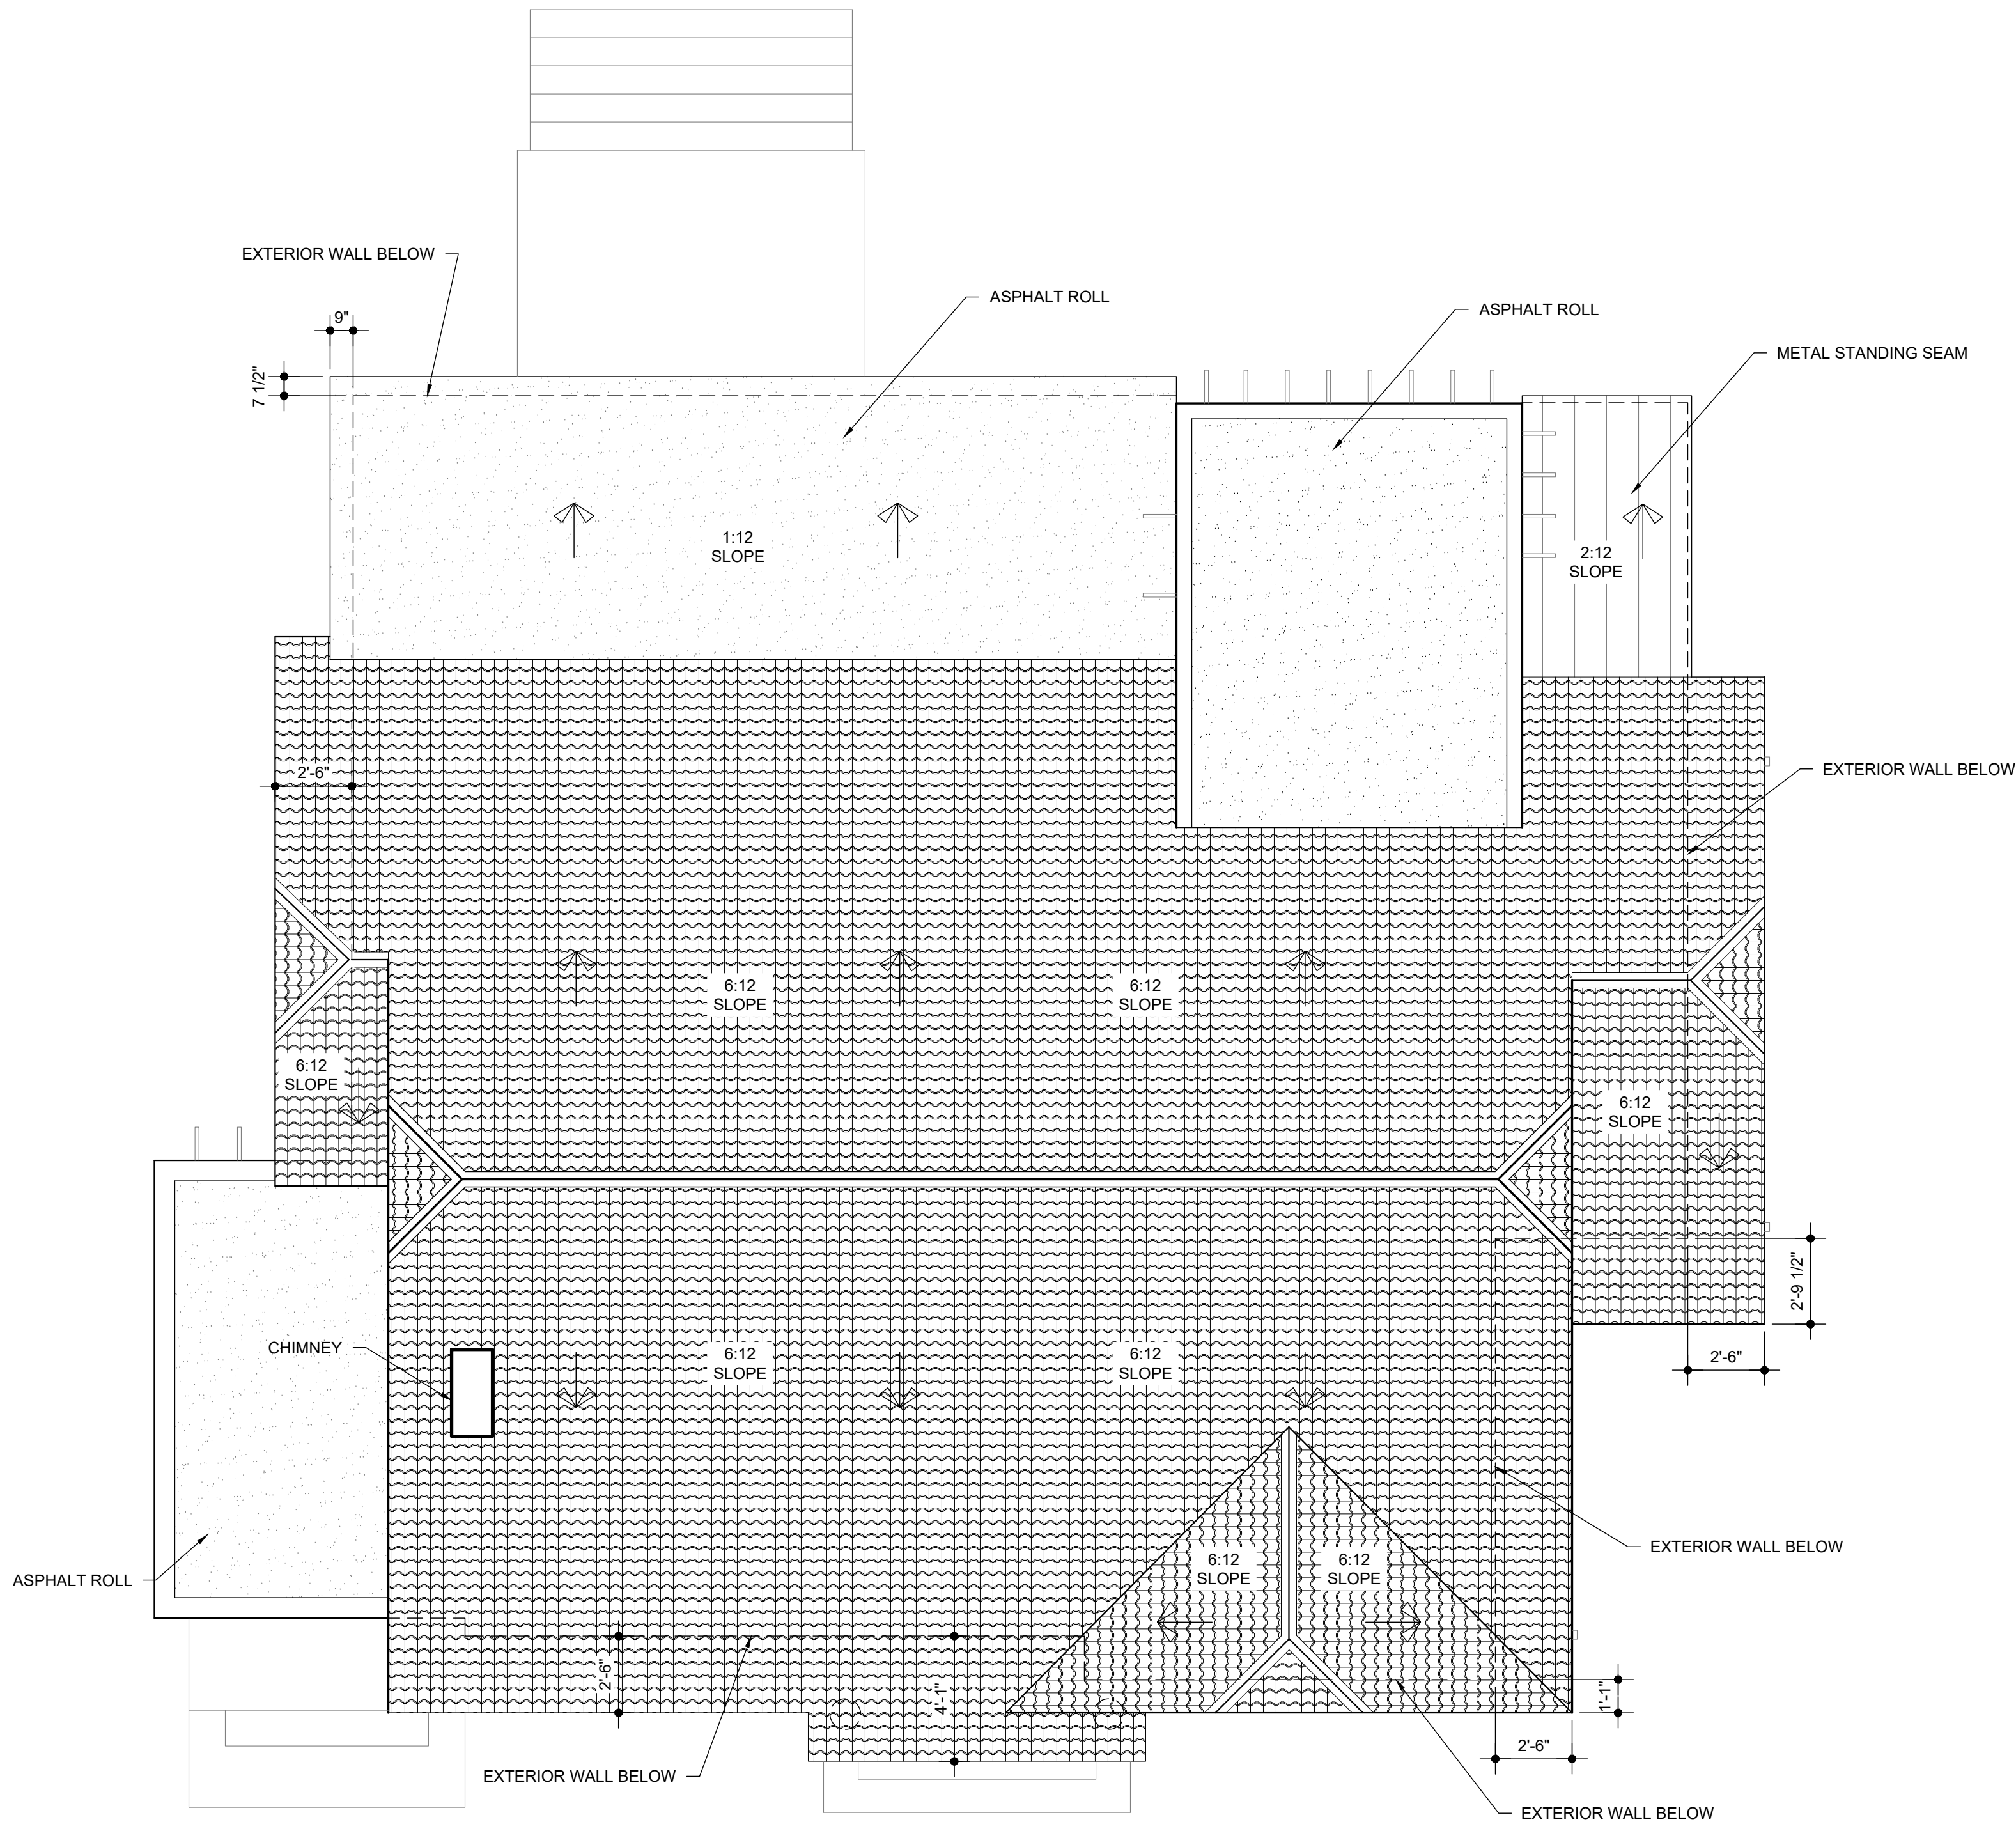 EXTERIOR WALL BELOW
ASPHALT ROLL
ASPHALT ROLL
9"
METAL STANDING SEAM
7 1/2"
1:12
SLOPE
2:12
SLOPE
2'-6"
EXTERIOR WALL BELOW
6:12
SLOPE
6:12
SLOPE
6:12
SLOPE
6:12
SLOPE
2'-9 1/2"
CHIMNEY
6:12
SLOPE
6:12
SLOPE
2'-6"
EXTERIOR WALL BELOW
6:12
SLOPE
6:12
SLOPE
ASPHALT ROLL
2'-6"
4'-1"
1'-1"
2'-6"
EXTERIOR WALL BELOW
EXTERIOR WALL BELOW